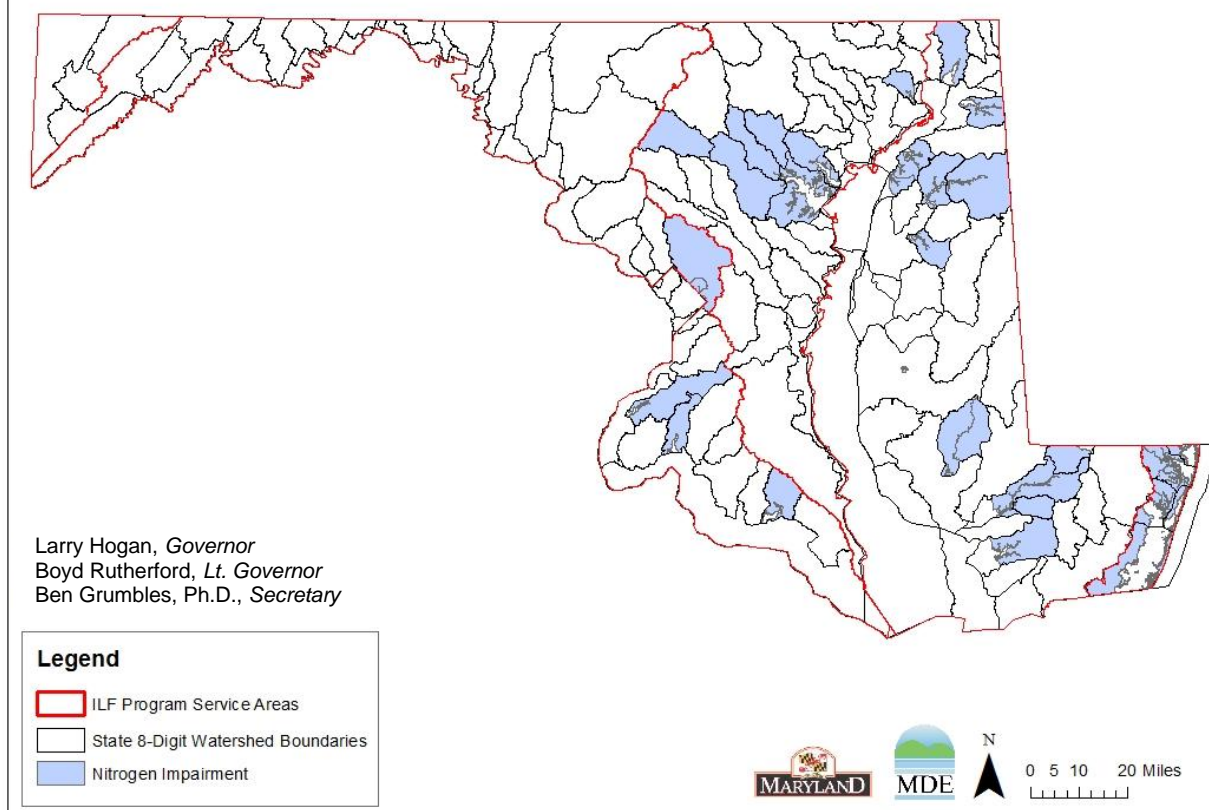 Larry Hogan, Governor
Boyd Rutherford, Lt. Governor
Ben Grumbles, Ph.D., Secretary
Legend
ILF Program Service Areas
State 8-Digit Watershed Boundaries
Nitrogen Impairment
MARYLAND
MDE
N
0 5 10 20 Miles